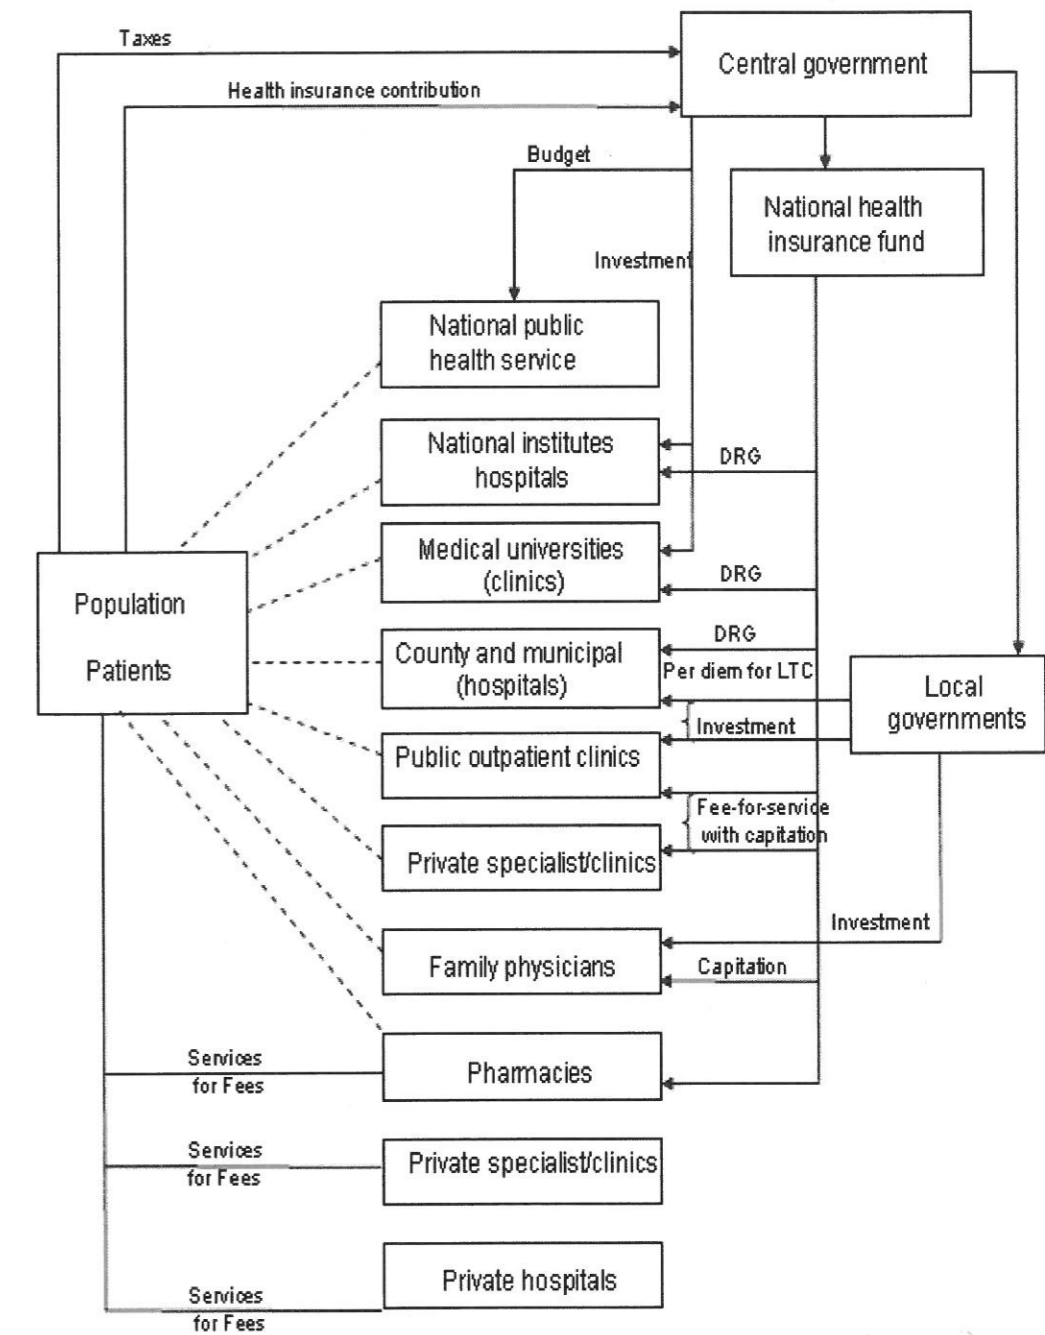 Taxes
Central government
Health insurance contribution
Budget
National health
insurance fund
Investment
National public
health service
National institutes
hospitals
DRG
Medical universities
(clinics)
DRG
Population
Patients
County and municipal
(hospitals)
DRG
Per diem for LTC
Local
governments
Investment
Public outpatient clinics
Fee-for-service
with capitation
Private specialist/clinics
Investment
Family physicians
Capitation
Services
for Fees
Pharmacies
Services
for Fees
Private specialist/clinics
Private hospitals
Services
for Fees